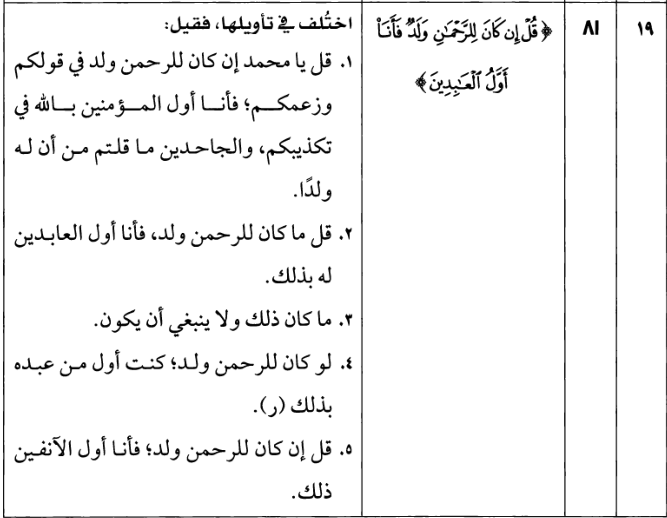 ١٩
٨١
﴿قُلْ إِن كَانَ لِلرَّحْمَٰنِ وَلَدٌ فَأَنَا۠
أَوَّلُ الْعَٰبِدِينَ﴾
اختُلف في تأويلها، فقيل:
١. قل يا محمد إن كان للرحمن ولد في قولكم
وزعمكم؛ فأنا أول المؤمنين بالله في
تكذيبكم، والجاحدين ما قلتم من أن له
ولدًا.
٢. قل ما كان للرحمن ولد، فأنا أول العابدين
له بذلك.
٣. ما كان ذلك ولا ينبغي أن يكون.
٤. لو كان للرحمن ولد؛ كنت أول من عبده
بذلك (ر).
٥. قل إن كان للرحمن ولد؛ فأنا أول الآنفين
ذلك.